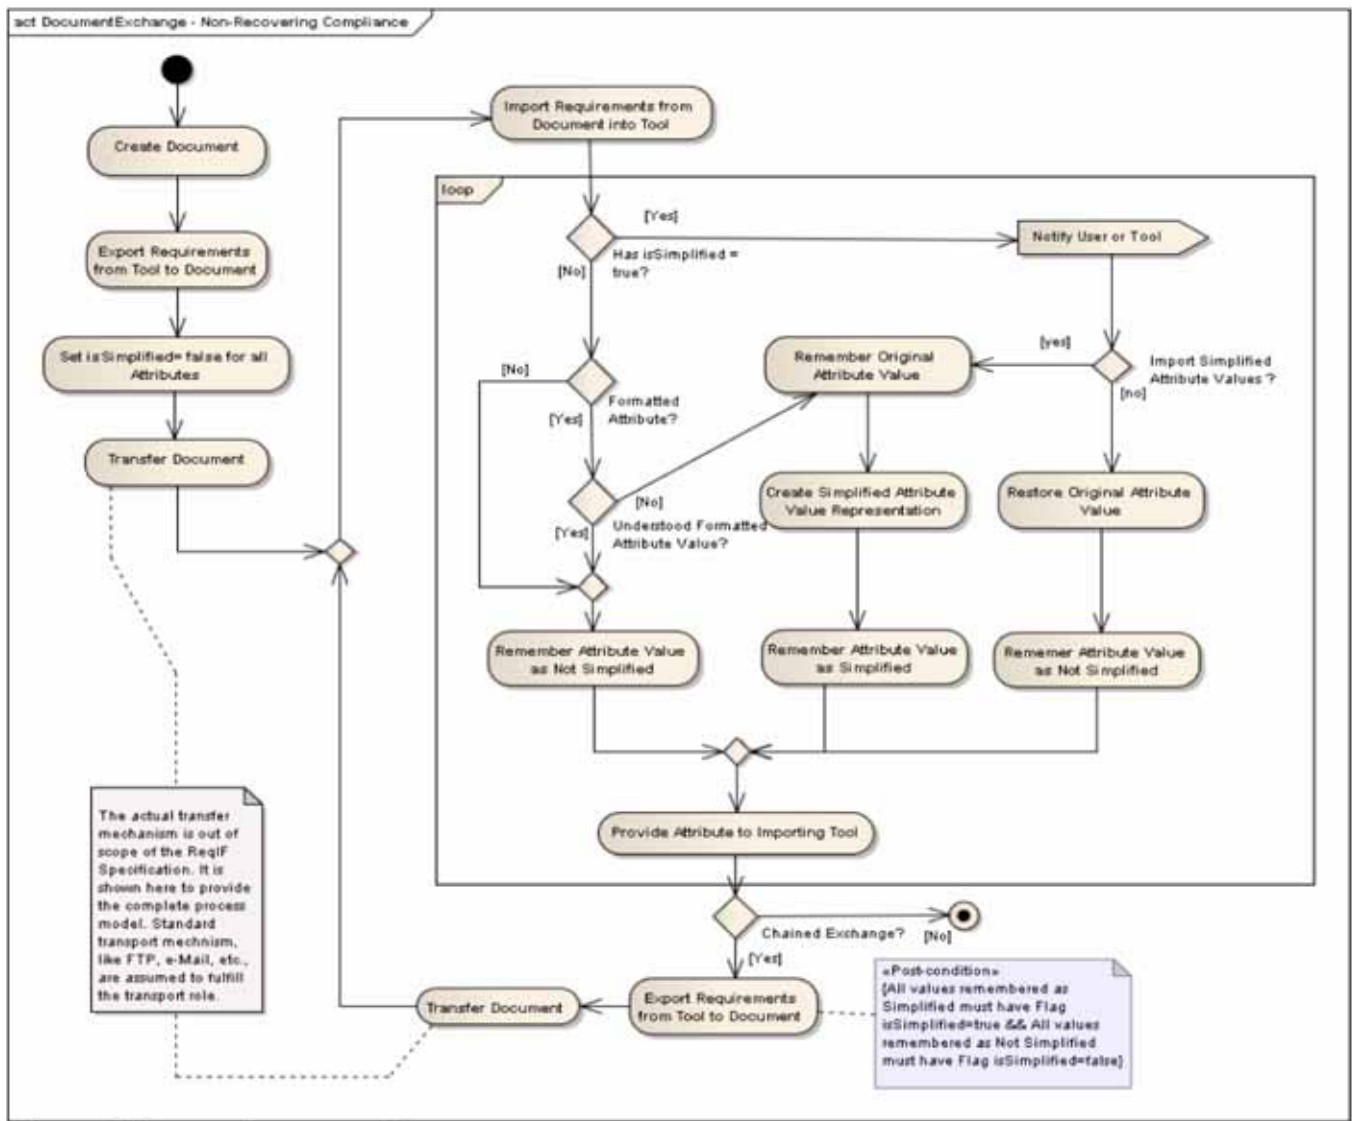 act DocumentExchange - Non-Recovering Compliance
Create Document
Export Requirements
from Tool to Document
Set isSimplified= false for all
Attributes
Transfer Document
Import Requirements from
Document into Tool
loop
[Yes]
Has isSimplified =
true?
[No]
Notify User or Tool
[yes]
Import Simplified
Attribute Values ?
[no]
Remember Original
Attribute Value
[No]
Formatted
Attribute?
[Yes]
[No]
Understood Formatted
Attribute Value?
[Yes]
Create Simplified Attribute
Value Representation
Restore Original Attribute
Value
Remember Attribute Value
as Not Simplified
Remember Attribute Value
as Simplified
Rememer Attribute Value
as Not Simplified
Provide Attribute to Importing Tool
Chained Exchange?
[No]
[Yes]
Export Requirements
from Tool to Document
Transfer Document
The actual transfer
mechanism is out of
scope of the ReqIF
Specification. It is
shown here to provide
the complete process
model. Standard
transport mechnism,
like FTP, e-Mail, etc.,
are assumed to fulfill
the transport role.
«Post-condition»
{All values remembered as
Simplified must have Flag
isSimplified=true && All values
remembered as Not Simplified
must have Flag isSimplified=false}